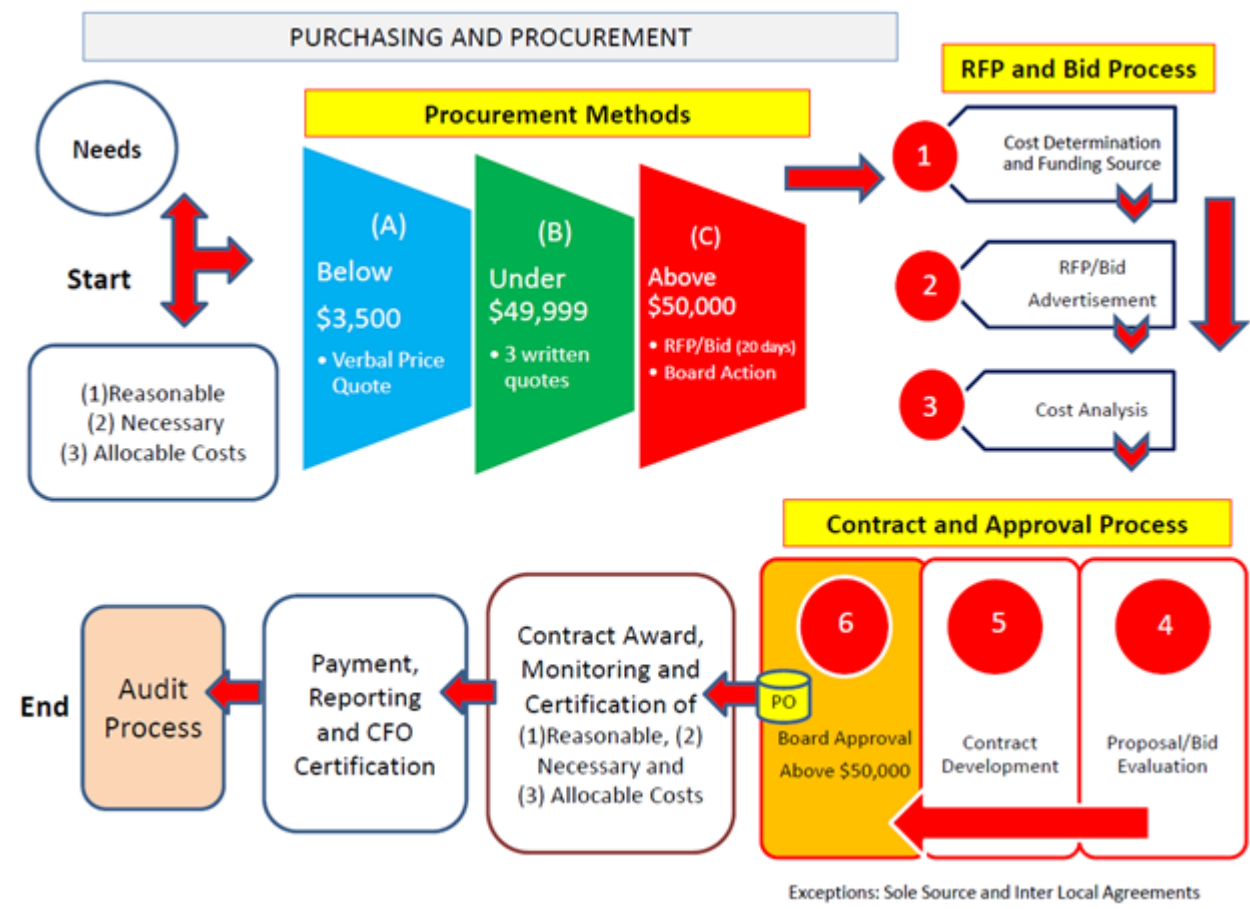 PURCHASING AND PROCUREMENT
Needs
Start
(1)Reasonable
(2) Necessary
(3) Allocable Costs
Procurement Methods
(A)
Below
$3,500
• Verbal Price
Quote
(B)
Under
$49,999
• 3 written
quotes
(C)
Above
$50,000
• RFP/Bid (20 days)
• Board Action
RFP and Bid Process
1
Cost Determination
and Funding Source
2
RFP/Bid
Advertisement
3
Cost Analysis
Contract and Approval Process
4
Proposal/Bid
Evaluation
5
Contract
Development
6
Board Approval
Above $50,000
PO
Contract Award,
Monitoring and
Certification of
(1)Reasonable, (2)
Necessary and
(3) Allocable Costs
Payment,
Reporting
and CFO
Certification
Audit
Process
End
Exceptions: Sole Source and Inter Local Agreements